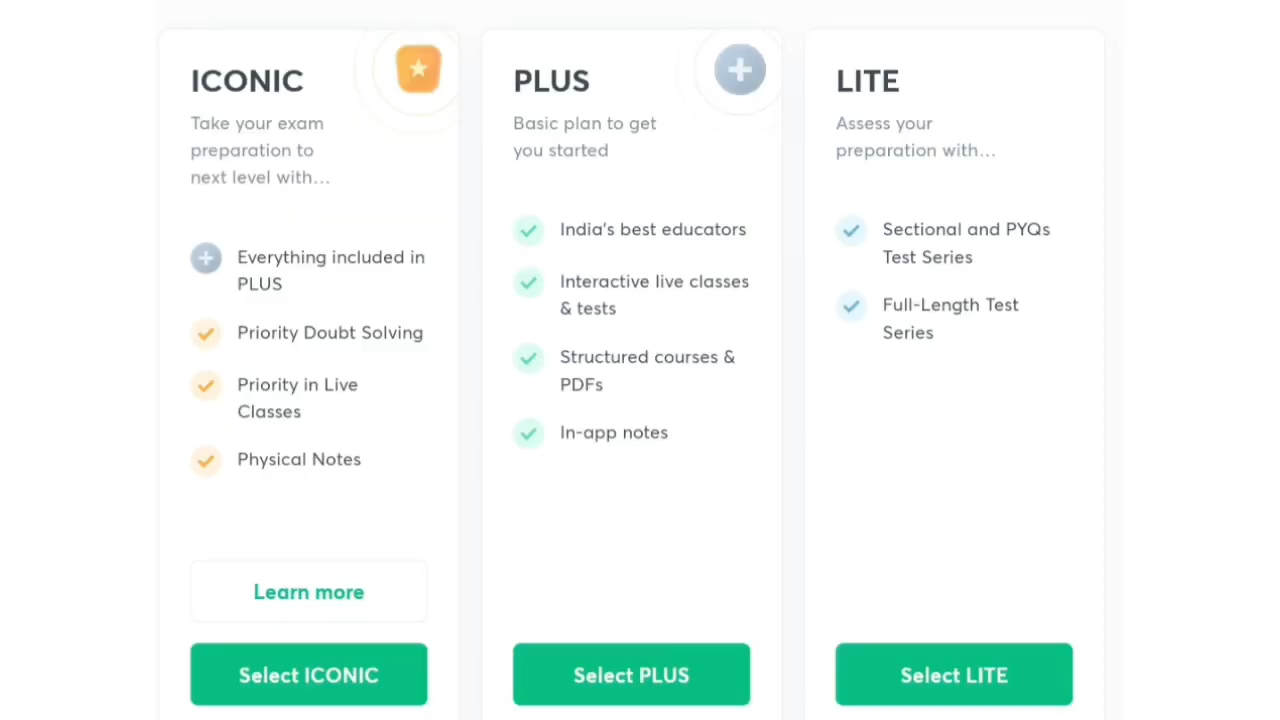 ICONIC
Take your exam
preparation to
next level with...
Everything included in
PLUS
Priority Doubt Solving
Priority in Live
Classes
Physical Notes
Learn more
Select ICONIC
PLUS
Basic plan to get
you started
India's best educators
Interactive live classes
& tests
Structured courses &
PDFs
In-app notes
Select PLUS
LITE
Assess your
preparation with...
Sectional and PYQs
Test Series
Full-Length Test
Series
Select LITE